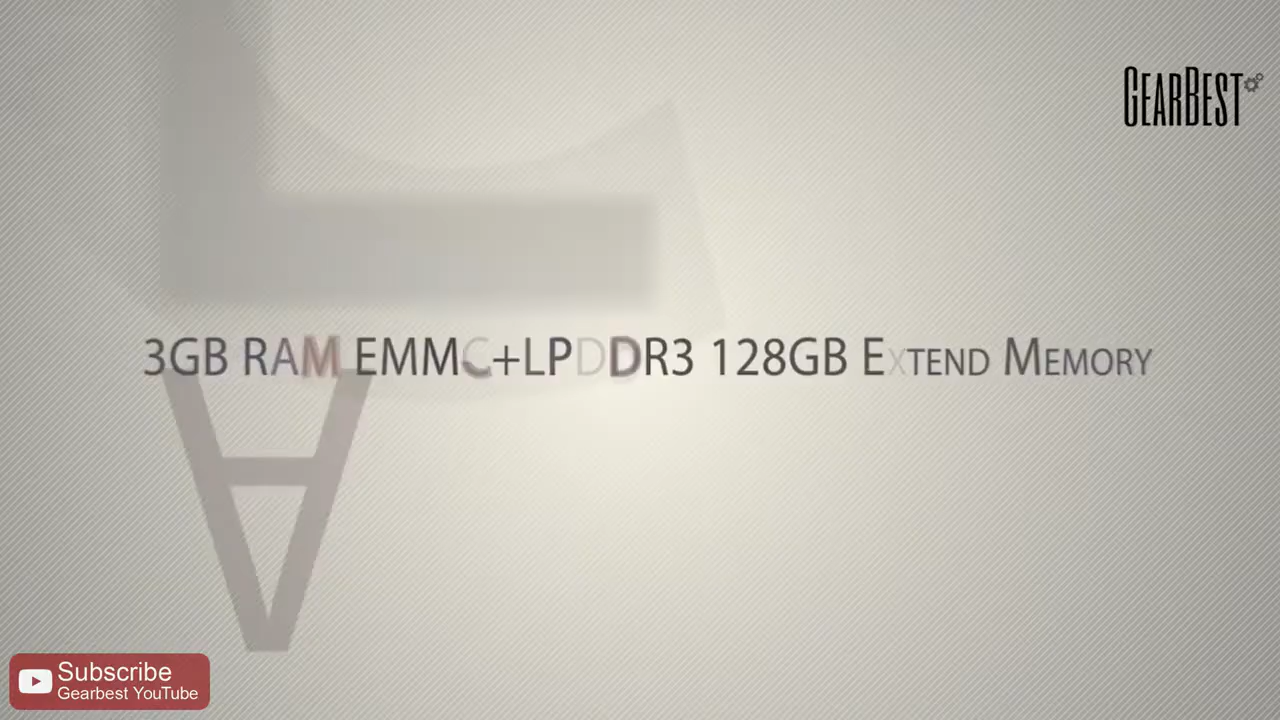 GEARBEST
3GB RAM EMMC+LPDDR3 128GB EXTEND MEMORY
Subscribe
Gearbest YouTube